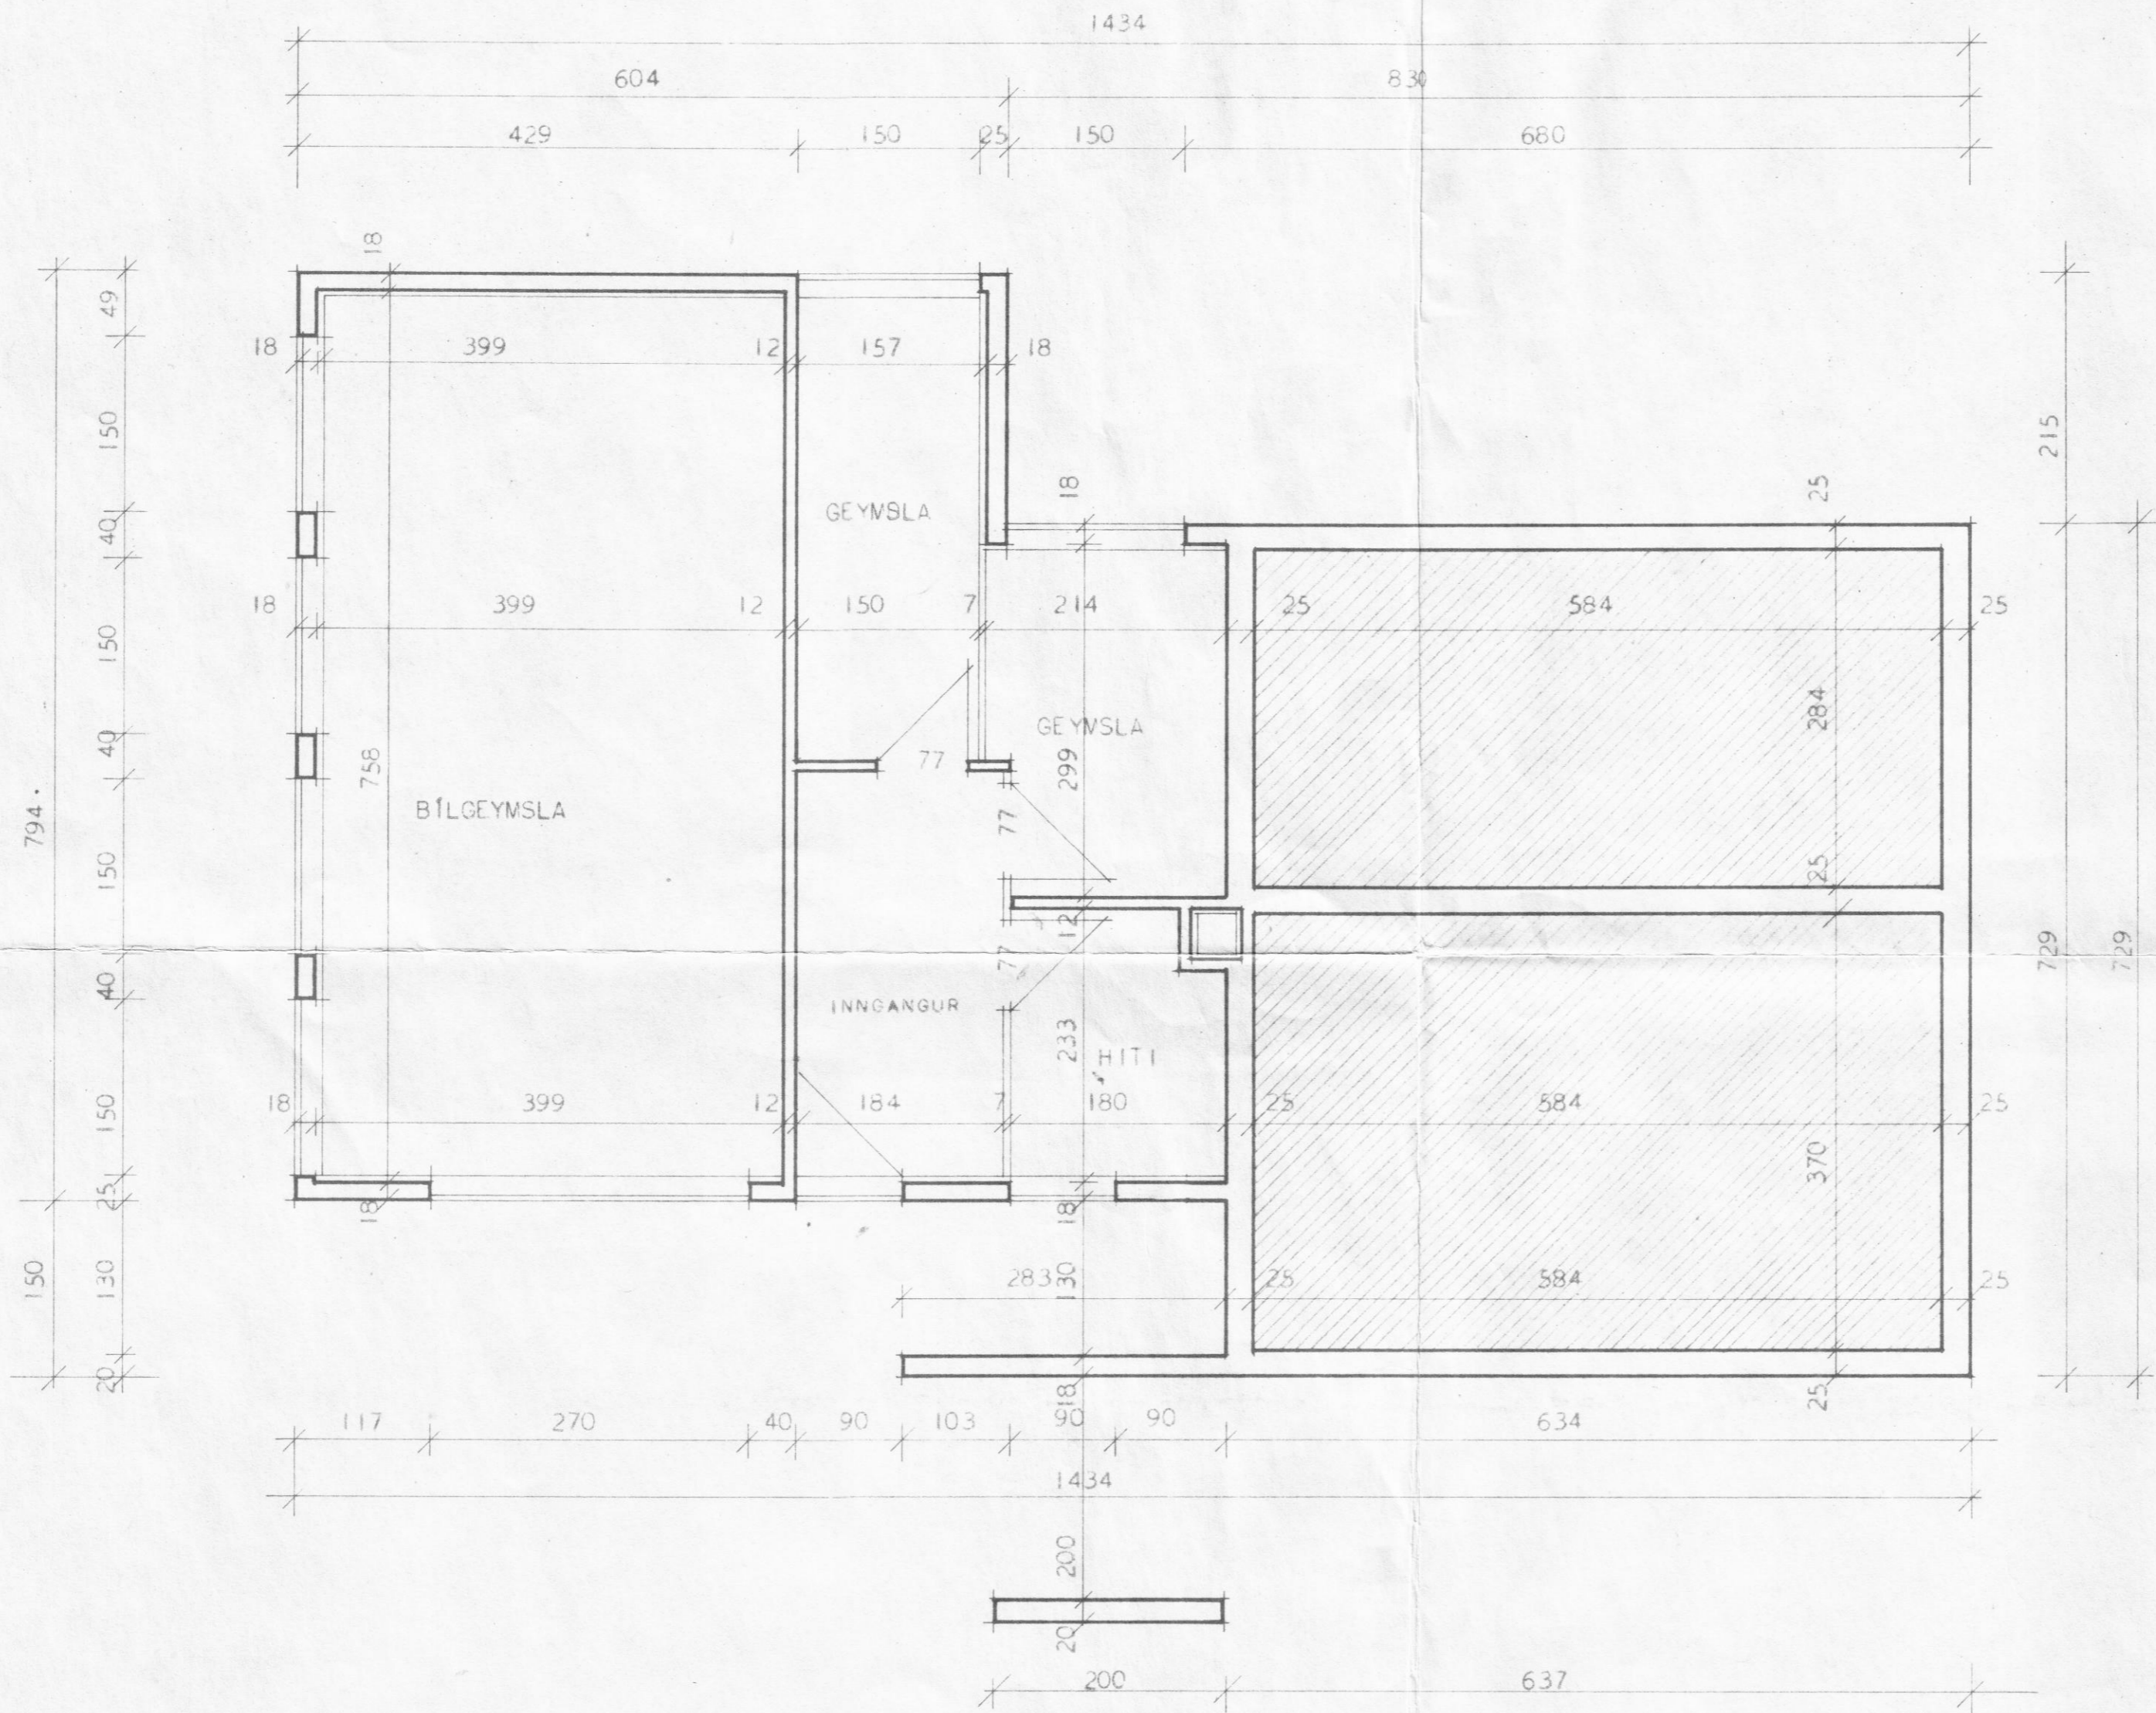 1434
604 830
429 150 25 150 680
18
49
18 399 12 157 18
150
215
18 25
GEYMSLA
40
18 399 12 150 7 214 25 584 25
150
284
GEYMSLA
40 758 77 299
BÍLGEYMSLA
794
77
150 25
12
77 729 729
40
INNGANGUR
233 HITI
18 399 12 184 7 180 25 584 25
150
370
25 18 18
150 130 283 130 25 584 25
20 18 25
117 270 40 90 103 90 90 634
1434
200
20
200 637